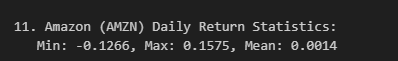 11. Amazon (AMZN) Daily Return Statistics:
Min: -0.1266, Max: 0.1575, Mean: 0.0014